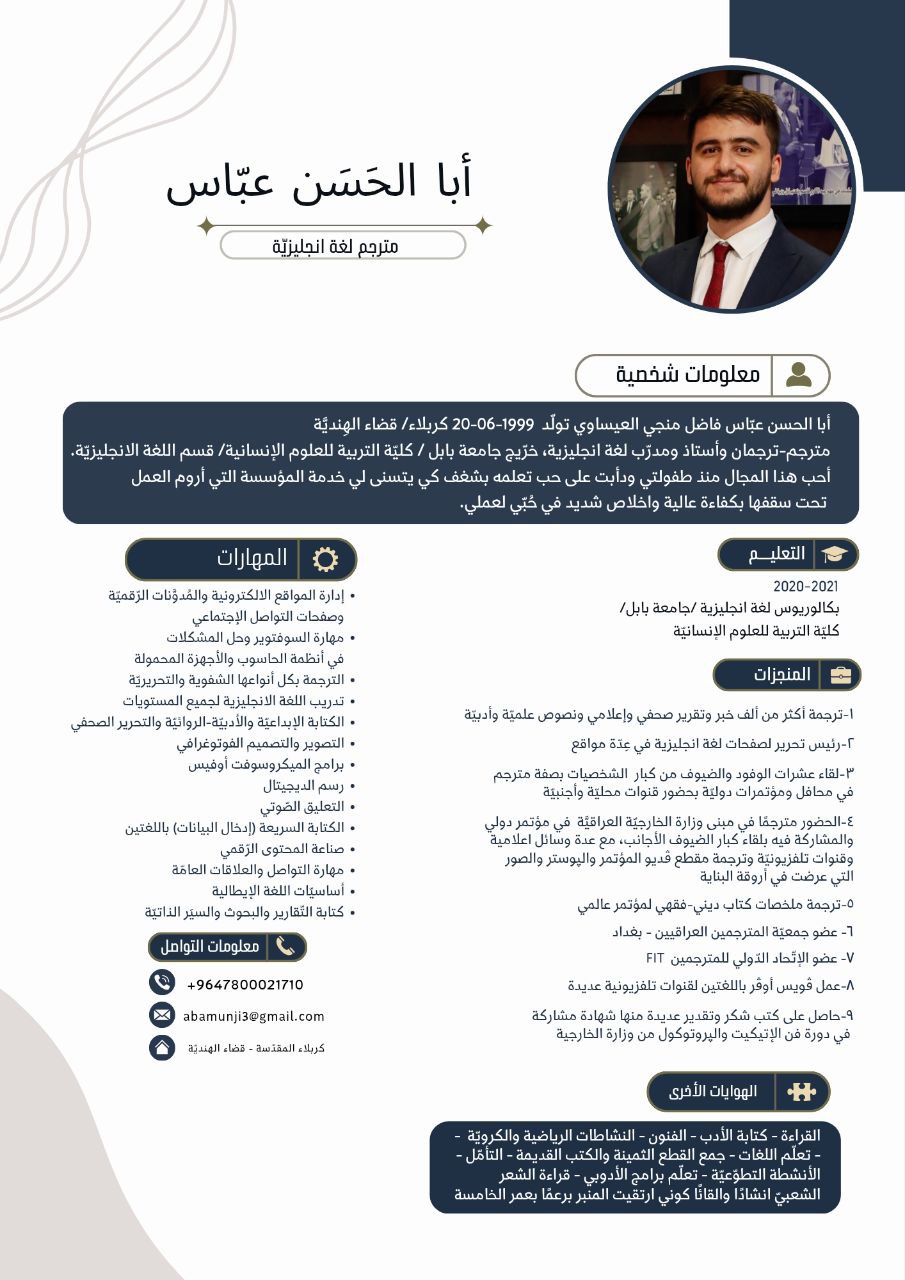 أبا الحَسَن عبّاس
مترجم لغة انجليزيّة
معلومات شخصية
أبا الحسن عبّاس فاضل منجي العيساوي تولّد 1999-06-20 كربلاء/ قضاء الهِنديَّة
مترجم-ترجمان وأستاذ ومدرّب لغة انجليزية، خرّيج جامعة بابل / كليّة التربية للعلوم الإنسانية/ قسم اللغة الانجليزيّة.
أحب هذا المجال منذ طفولتي ودأبت على حب تعلمه بشغف كي يتسنى لي خدمة المؤسسة التي أروم العمل
تحت سقفها بكفاءة عالية واخلاص شديد في حُبّي لعملي.
التعليـــم
2020-2021
بكالوريوس لغة انجليزية /جامعة بابل/
كليّة التربية للعلوم الإنسانيّة
المنجزات
١-ترجمة أكثر من ألف خبر وتقرير صحفي وإعلامي ونصوص علميّة وأدبيّة
٢-رئيس تحرير لصفحات لغة انجليزية في عِدّة مواقع
٣-لقاء عشرات الوفود والضيوف من كبار الشخصيات بصفة مترجم
في محافل ومؤتمرات دوليّة بحضور قنوات محليّة وأجنبيّة
٤-الحضور مترجمًا في مبنى وزارة الخارجيّة العراقيَّة في مؤتمر دولي
والمشاركة فيه بلقاء كبار الضيوف الأجانب، مع عدة وسائل اعلامية
وقنوات تلفزيونيّة وترجمة مقطع ڤديو المؤتمر والپوستر والصور
التي عرضت في أروقة البناية
٥-ترجمة ملخصات كتاب ديني-فقهي لمؤتمر عالمي
٦- عضو جمعيّة المترجمين العراقيين - بغداد
٧- عضو الإتّحاد الدّولي للمترجمين FIT
٨-عمل ڤويس أوڤر باللغتين لقنوات تلفزيونية عديدة
٩-حاصل على كتب شكر وتقدير عديدة منها شهادة مشاركة
في دورة فن الإتيكيت والپروتوكول من وزارة الخارجية
المهارات
• إدارة المواقع الالكترونية والمُدوَّنات الرّقميّة
وصفحات التواصل الإجتماعي
• مهارة السوفتوير وحل المشكلات
في أنظمة الحاسوب والأجهزة المحمولة
• الترجمة بكل أنواعها الشفوية والتحريريّة
• تدريب اللغة الانجليزية لجميع المستويات
• الكتابة الإبداعيّة والأدبيّة-الروائيّة والتحرير الصحفي
• التصوير والتصميم الفوتوغرافي
• برامج الميكروسوفت أوفيس
• رسم الديجيتال
• التعليق الصّوتي
• الكتابة السريعة (إدخال البيانات) باللغتين
• صناعة المحتوى الرّقمي
• مهارة التواصل والعلاقات العامّة
• أساسيّات اللغة الإيطالية
• كتابة التّقارير والبحوث والسيَر الذاتيّة
معلومات التواصل
+9647800021710
abamunji3@gmail.com
كربلاء المقدّسة - قضاء الهنديّة
الهوايات الأخرى
القراءة - كتابة الأدب - الفنون - النشاطات الرياضية والكرويّة -
- تعلّم اللغات - جمع القطع الثمينة والكتب القديمة - التأمّل -
الأنشطة التطوّعيّة - تعلّم برامج الأدوبي - قراءة الشعر
الشعبيّ انشادًا والقائًا كوني ارتقيت المنبر برعمًا بعمر الخامسة